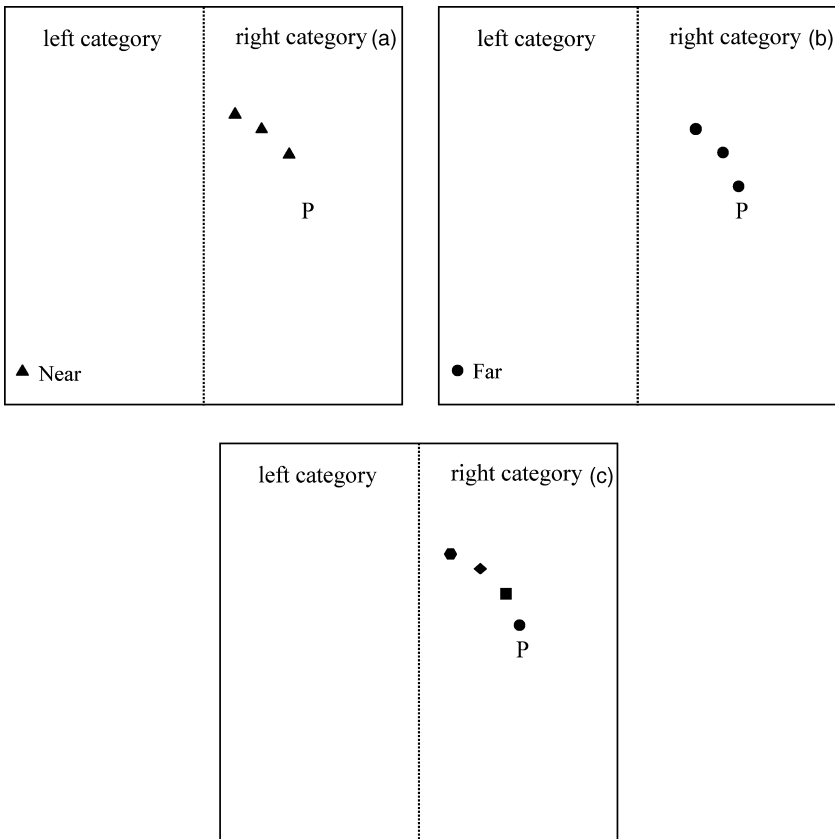 left category
right category (a)
P
Near
left category
right category (b)
P
Far
left category
right category (c)
P